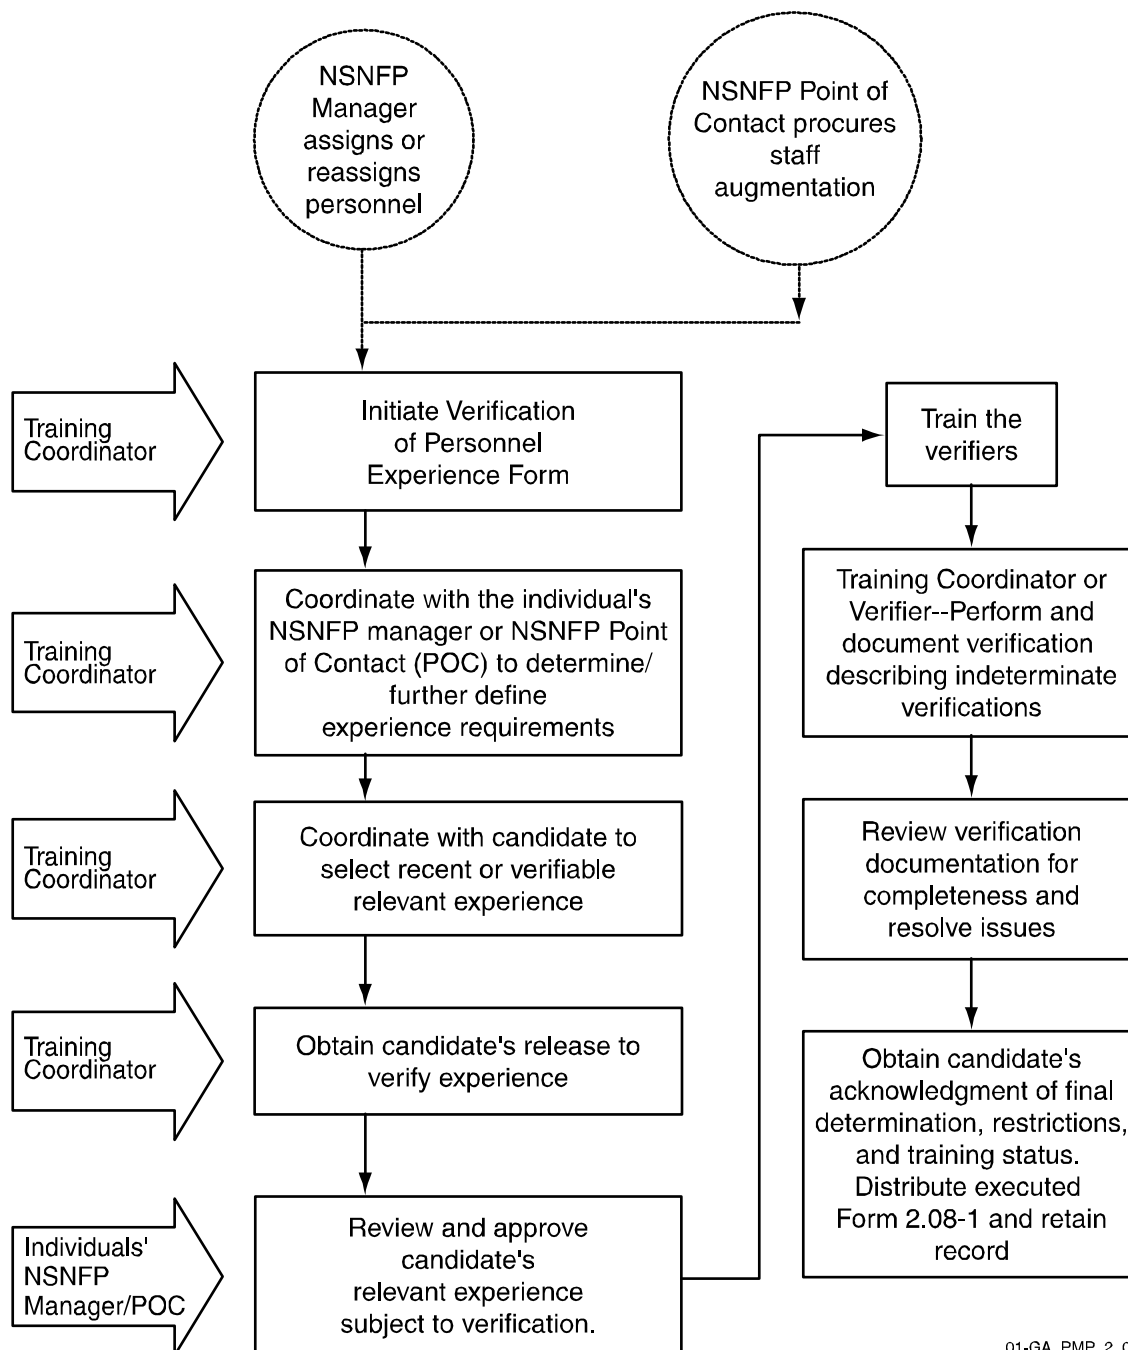 NSNFP
Manager
assigns or
reassigns
personnel
NSNFP Point of
Contact procures
staff
augmentation
Training
Coordinator
Initiate Verification
of Personnel
Experience Form
Training
Coordinator
Coordinate with the individual's
NSNFP manager or NSNFP Point
of Contact (POC) to determine/
further define
experience requirements
Training
Coordinator
Coordinate with candidate to
select recent or verifiable
relevant experience
Training
Coordinator
Obtain candidate's release to
verify experience
Individuals'
NSNFP
Manager/POC
Review and approve
candidate's
relevant experience
subject to verification.
Train the
verifiers
Training Coordinator or
Verifier--Perform and
document verification
describing indeterminate
verifications
Review verification
documentation for
completeness and
resolve issues
Obtain candidate's
acknowledgment of final
determination, restrictions,
and training status.
Distribute executed
Form 2.08-1 and retain
record
01-GA PMP 2 0